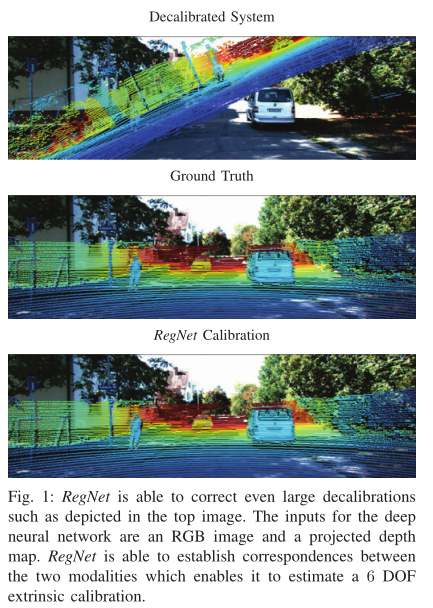 Decalibrated System
Ground Truth
RegNet Calibration
Fig. 1: RegNet is able to correct even large decalibrations
such as depicted in the top image. The inputs for the deep
neural network are an RGB image and a projected depth
map. RegNet is able to establish correspondences between
the two modalities which enables it to estimate a 6 DOF
extrinsic calibration.